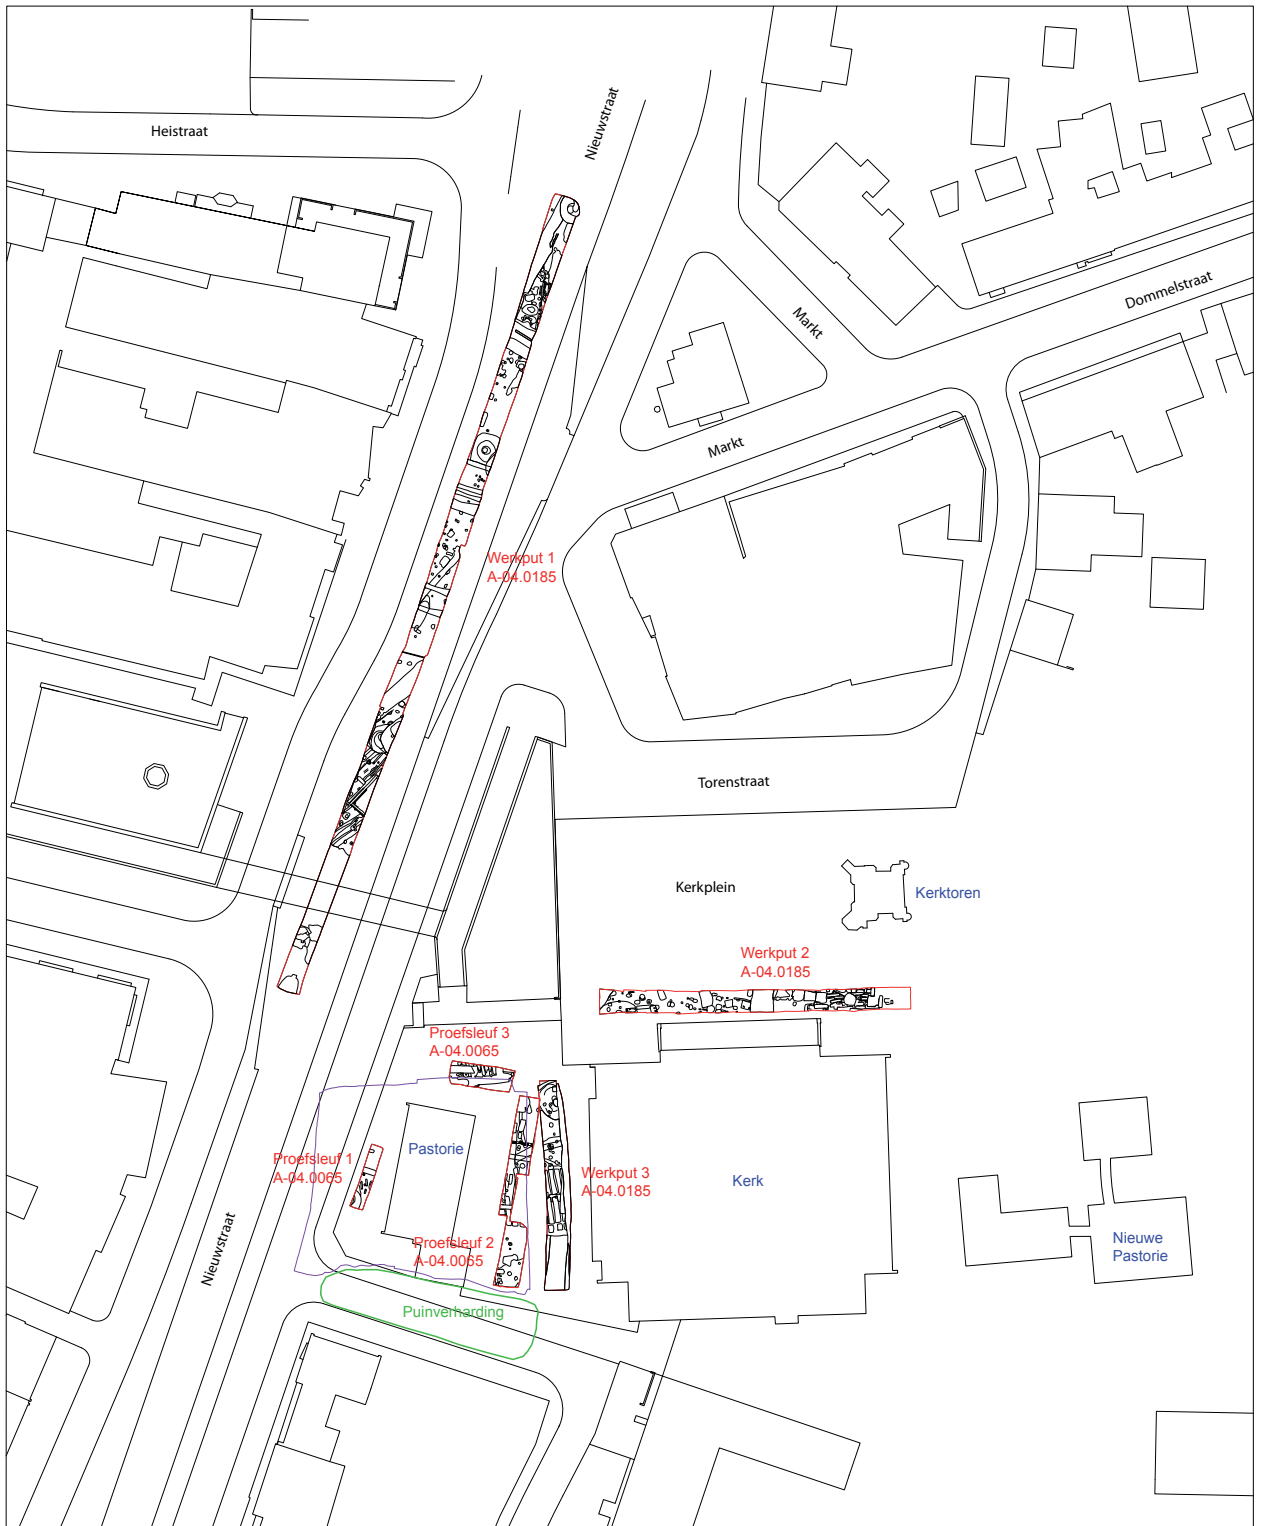 Heistraat
Nieuwstraat
Markt
Dommelstraat
Markt
Werkput 1
A-04.0185
Torenstraat
Kerkplein
Kerktoren
Werkput 2
A-04.0185
Proefsleuf 3
A-04.0065
Proefsleuf 1
A-04.0065
Pastorie
Werkput 3
A-04.0185
Kerk
Nieuwstraat
Proefsleuf 2
A-04.0065
Nieuwe
Pastorie
Puinverharding